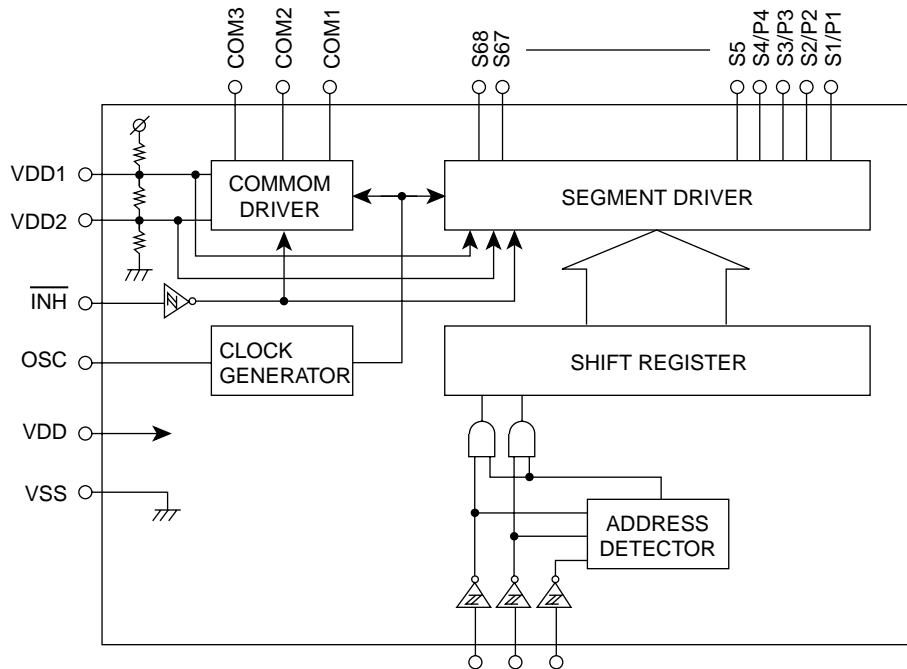 COM3
COM2
COM1
S68
S67
S5
S4/P4
S3/P3
S2/P2
S1/P1
VDD1
VDD2
INH
OSC
VDD
VSS
COMMOM
DRIVER
SEGMENT DRIVER
CLOCK
GENERATOR
SHIFT REGISTER
ADDRESS
DETECTOR